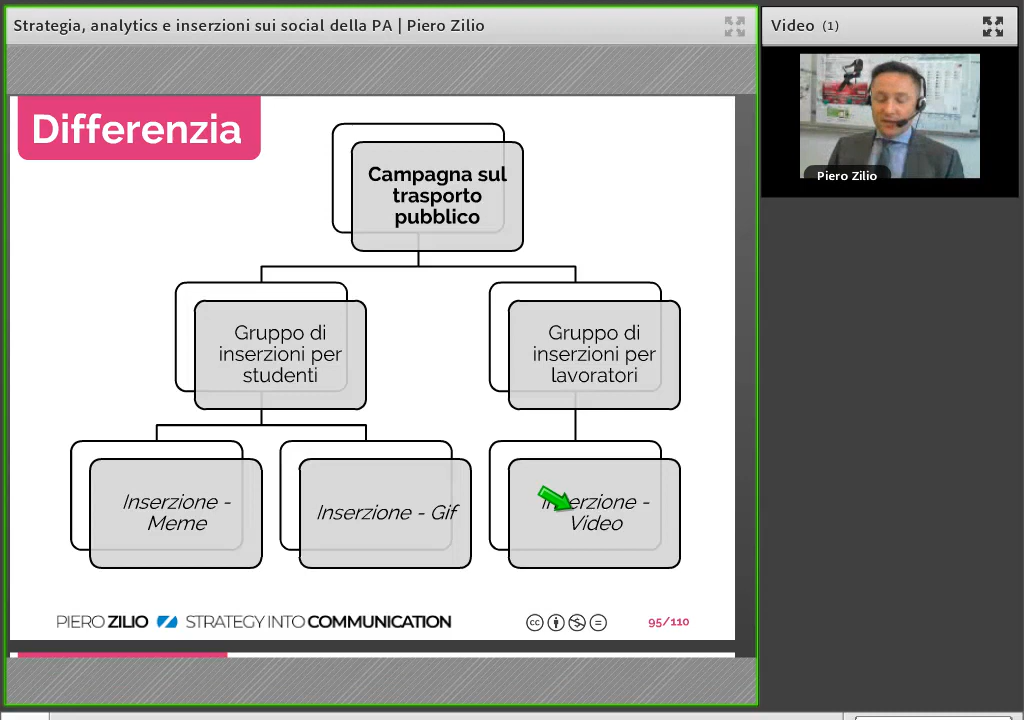 Strategia, analytics e inserzioni sui social della PA | Piero Zilio
Video (1)
Piero Zilio
Differenzia
Campagna sul
trasporto
pubblico
Gruppo di
inserzioni per
studenti
Gruppo di
inserzioni per
lavoratori
Inserzione -
Meme
Inserzione - Gif
Inserzione -
Video
PIERO ZILIO STRATEGY INTO COMMUNICATION
cc
95/110